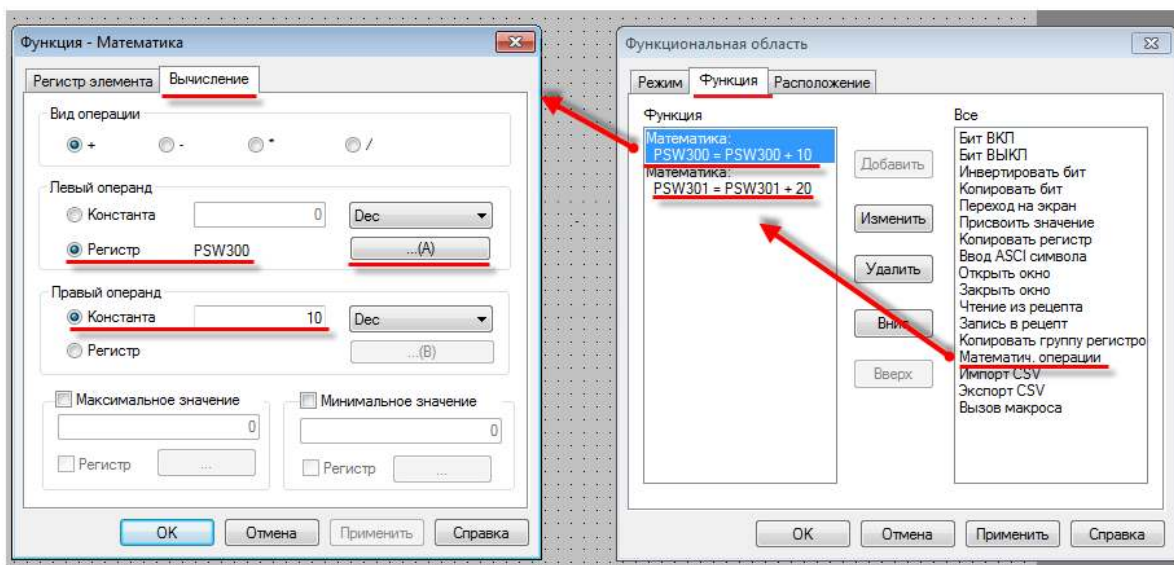 Функция - Математика
Регистр элемента Вычисление
Вид операции
+ - * /
Левый операнд
Константа 0 Dec
Регистр PSW300 ...(A)
Правый операнд
Константа 10 Dec
Регистр ...(B)
Максимальное значение Минимальное значение
0 0
Регистр ... Регистр ...
OK Отмена Применить Справка
Функциональная область
Режим Функция Расположение
Функция
Математика:
PSW300 = PSW300 + 10
Математика:
PSW301 = PSW301 + 20
Добавить
Изменить
Удалить
Вниз
Вверх
Все
Бит ВКЛ
Бит ВЫКЛ
Инвертировать бит
Копировать бит
Переход на экран
Присвоить значение
Копировать регистр
Ввод ASCI символа
Открыть окно
Закрыть окно
Чтение из рецепта
Запись в рецепт
Копировать группу регистро
Математич. операции
Импорт CSV
Экспорт CSV
Вызов макроса
OK Отмена Применить Справка